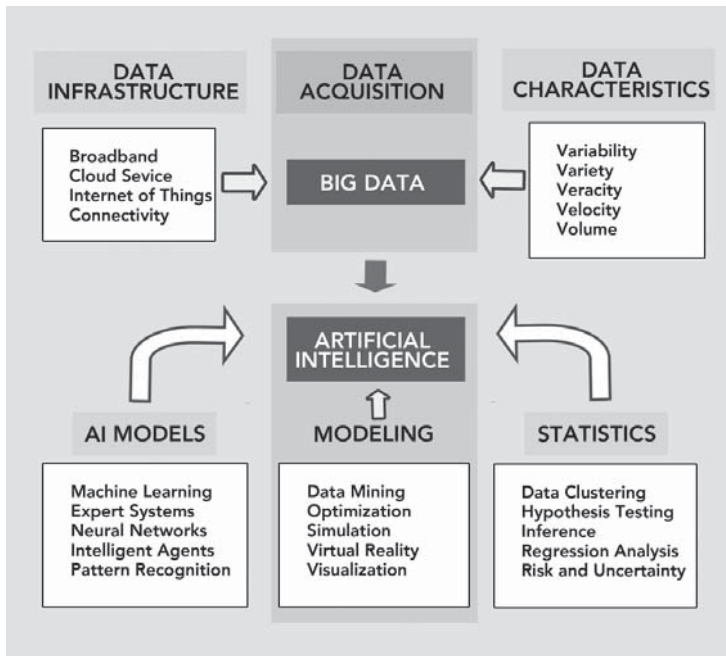 DATA
INFRASTRUCTURE
Broadband
Cloud Sevice
Internet of Things
Connectivity
DATA
ACQUISITION
BIG DATA
DATA
CHARACTERISTICS
Variability
Variety
Veracity
Velocity
Volume
ARTIFICIAL
INTELLIGENCE
AI MODELS
Machine Learning
Expert Systems
Neural Networks
Intelligent Agents
Pattern Recognition
MODELING
Data Mining
Optimization
Simulation
Virtual Reality
Visualization
STATISTICS
Data Clustering
Hypothesis Testing
Inference
Regression Analysis
Risk and Uncertainty